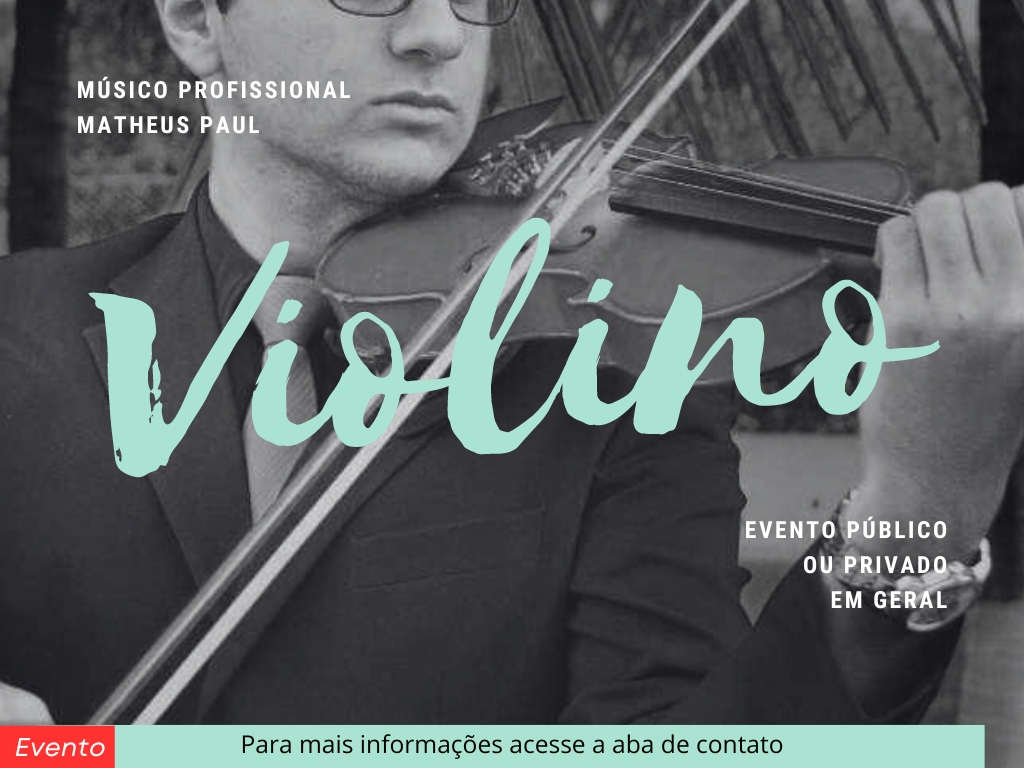 MÚSICO PROFISSIONAL
MATHEUS PAUL
Violino
EVENTO PÚBLICO
OU PRIVADO
EM GERAL
Evento
Para mais informações acesse a aba de contato